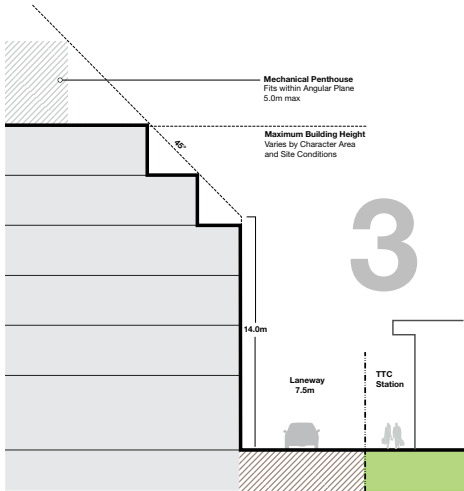 Mechanical Penthouse
Fits within Angular Plane
5.0m max
Maximum Building Height
Varies by Character Area
and Site Conditions
45°
3
14.0m
Laneway
7.5m
TTC
Station